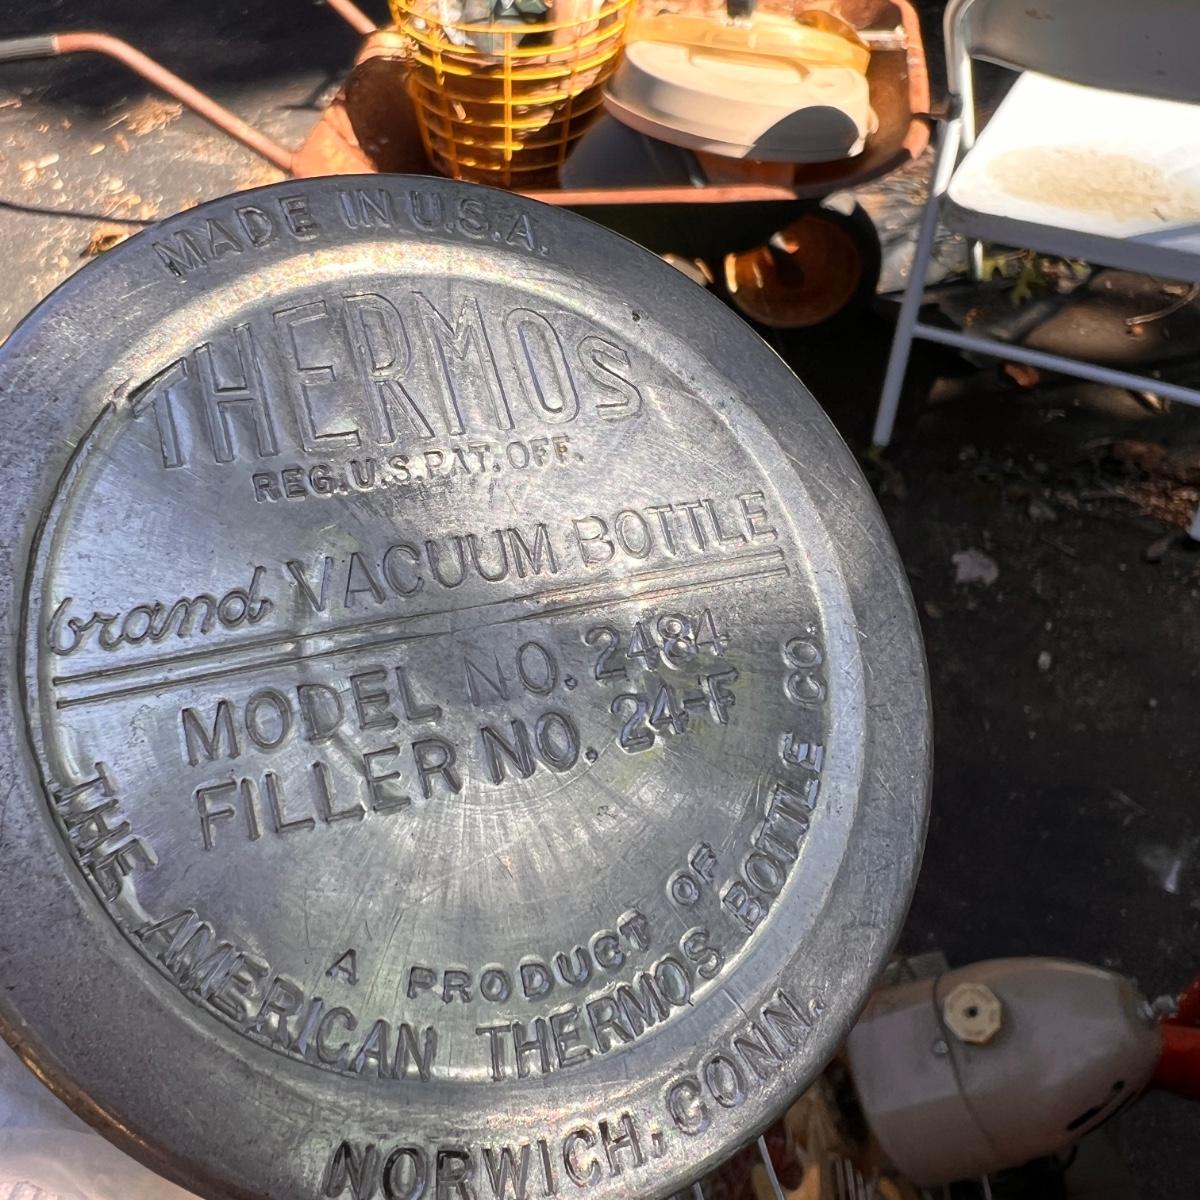 MADE IN U.S.A.
THERMOS
REG. U.S. PAT. OFF.
brand VACUUM BOTTLE
MODEL NO. 2484
FILLER NO. 24-F
A PRODUCT OF
THE AMERICAN THERMOS BOTTLE CO.
NORWICH, CONN.